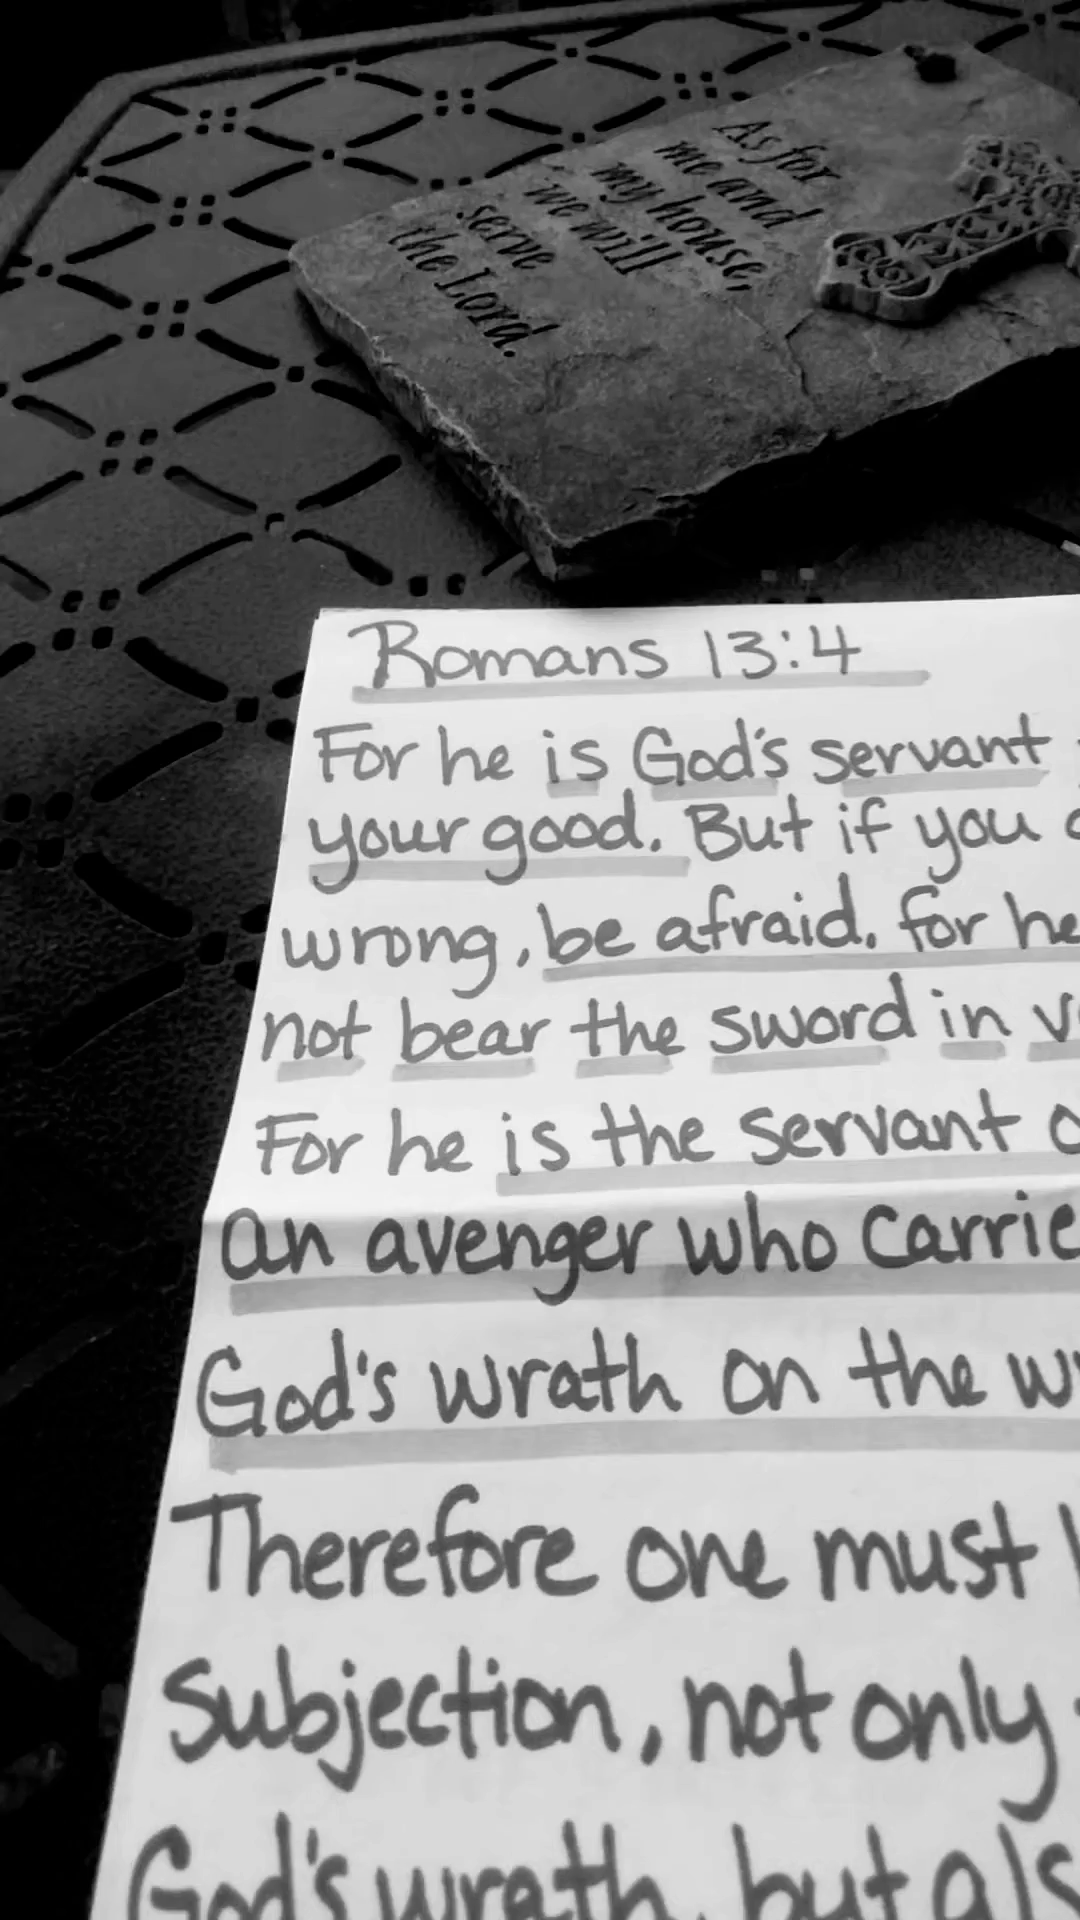 As for
me and
my house,
we will
serve
the Lord.
Romans 13:4
For he is God's servant
your good. But if you
wrong, be afraid. for he
not bear the sword in
For he is the servant
an avenger who carrie
God's wrath on the
Therefore one must
Subjection, not only
God's wrath, but als